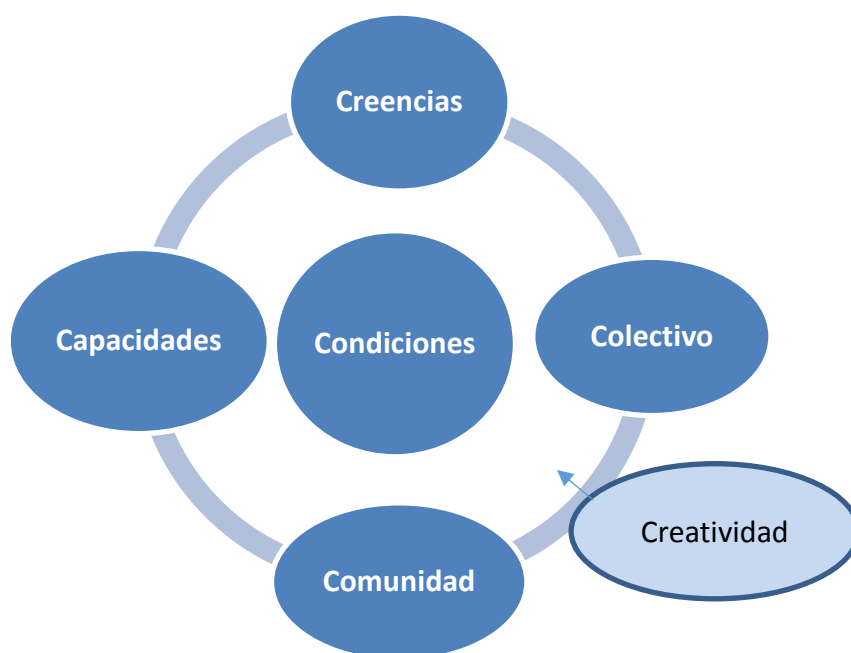 Creencias
Capacidades
Condiciones
Colectivo
Creatividad
Comunidad